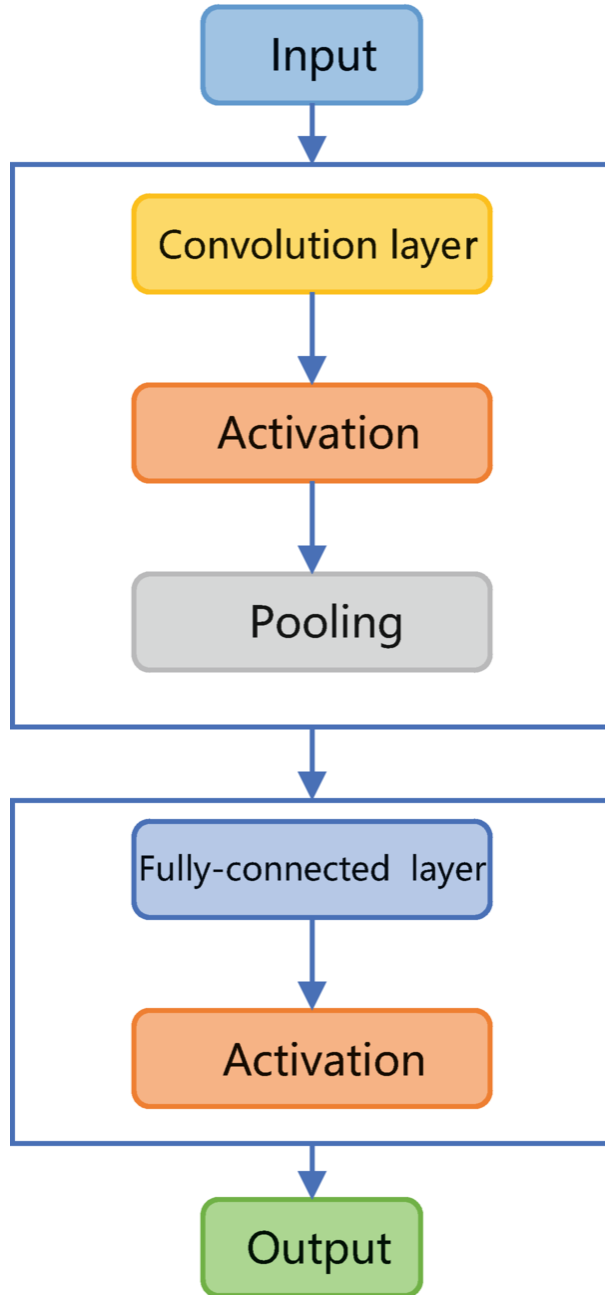 Input
Convolution layer
Activation
Pooling
Fully-connected layer
Activation
Output